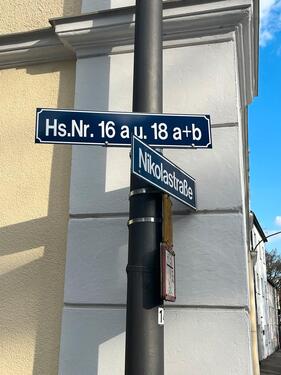 Hs.Nr. 16 a u. 18 a+b
Nikolastraße
1